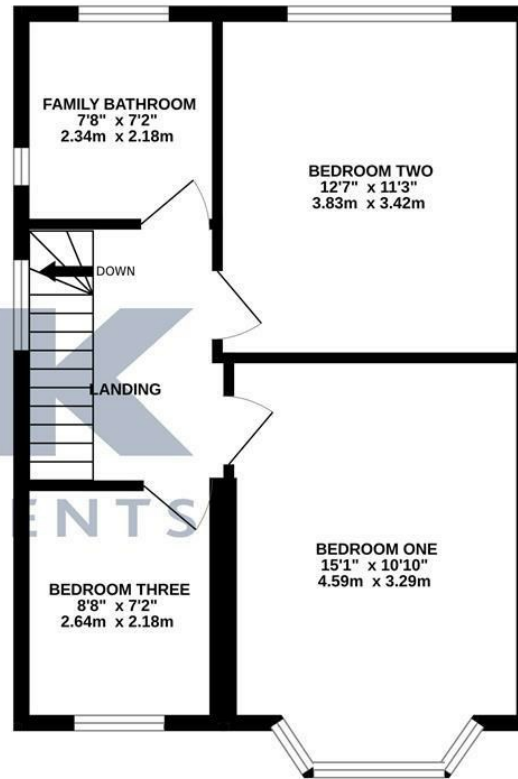 FAMILY BATHROOM
7'8" x 7'2"
2.34m x 2.18m
BEDROOM TWO
12'7" x 11'3"
3.83m x 3.42m
DOWN
K
LANDING
ENTS
BEDROOM ONE
15'1" x 10'10"
4.59m x 3.29m
BEDROOM THREE
8'8" x 7'2"
2.64m x 2.18m